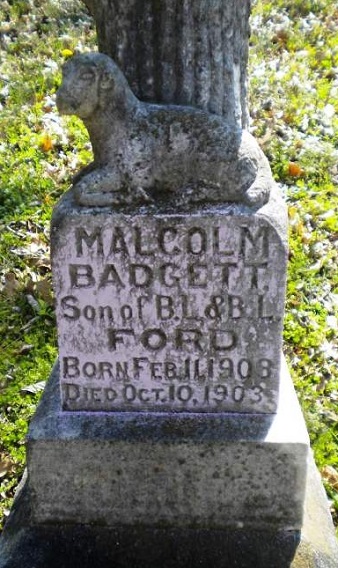 MALCOLM
BADGETT.
Son of B.L. & B.L.
FORD
BORN FEB. 11, 1903
DIED OCT. 10, 1903